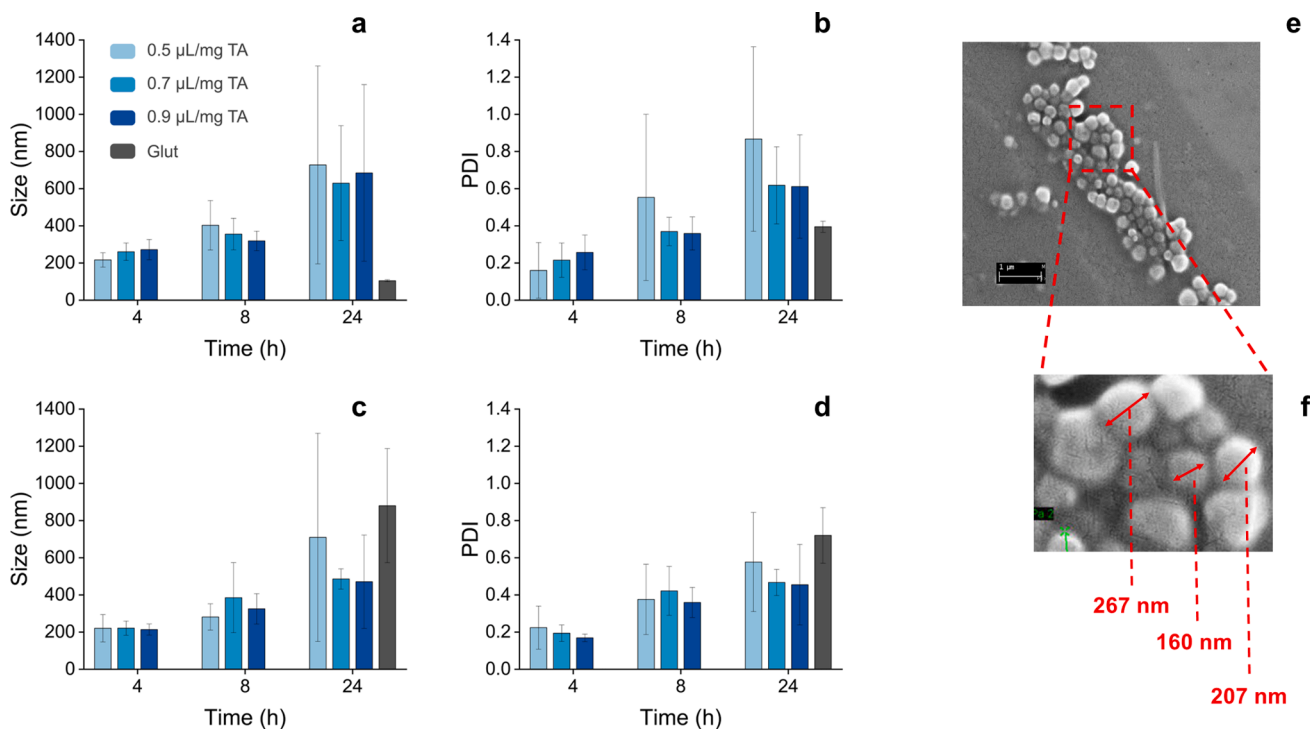 a
Size (nm)
1400
1200
1000
800
600
400
200
0
0.5 µL/mg TA
0.7 µL/mg TA
0.9 µL/mg TA
Glut
4
8
24
Time (h)
b
PDI
1.4
1.2
1.0
0.8
0.6
0.4
0.2
0.0
4
8
24
Time (h)
e
1 µm
H
c
Size (nm)
1400
1200
1000
800
600
400
200
0
4
8
24
Time (h)
d
PDI
1.4
1.2
1.0
0.8
0.6
0.4
0.2
0.0
4
8
24
Time (h)
f
267 nm
160 nm
207 nm